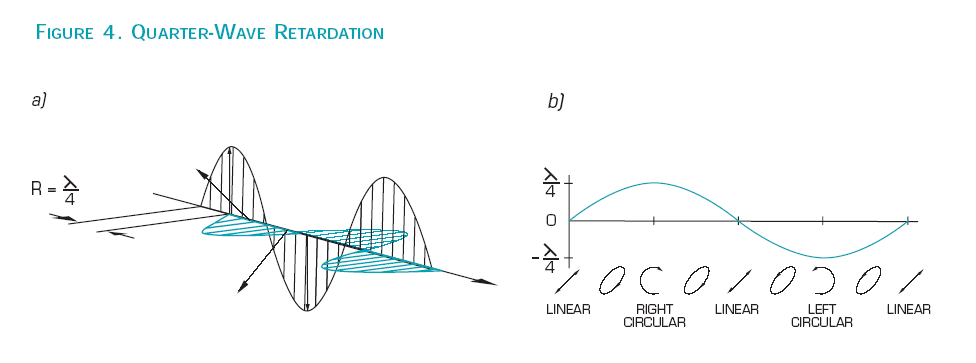 FIGURE 4. QUARTER-WAVE RETARDATION
a)
b)
R = λ/4
λ/4
0
-λ/4
LINEAR
RIGHT
CIRCULAR
LINEAR
LEFT
CIRCULAR
LINEAR